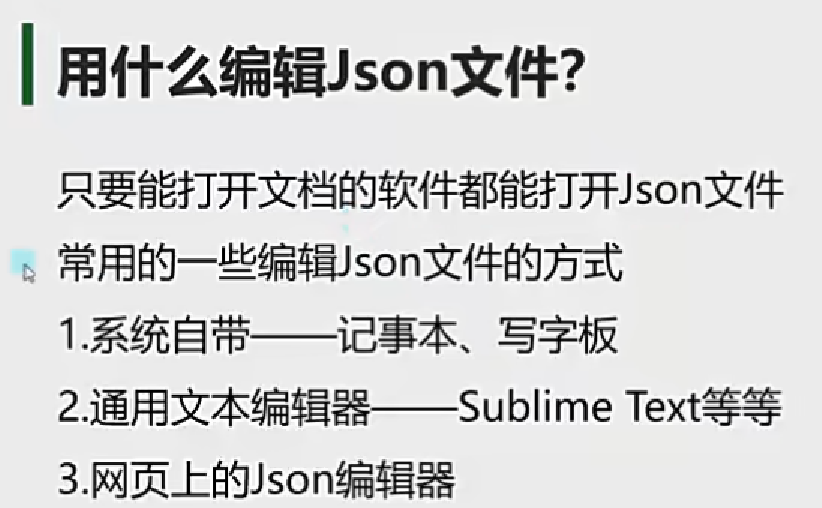 用什么编辑Json文件?
只要能打开文档的软件都能打开Json文件
常用的一些编辑Json文件的方式
1.系统自带——记事本、写字板
2.通用文本编辑器——Sublime Text等等
3.网页上的Json编辑器